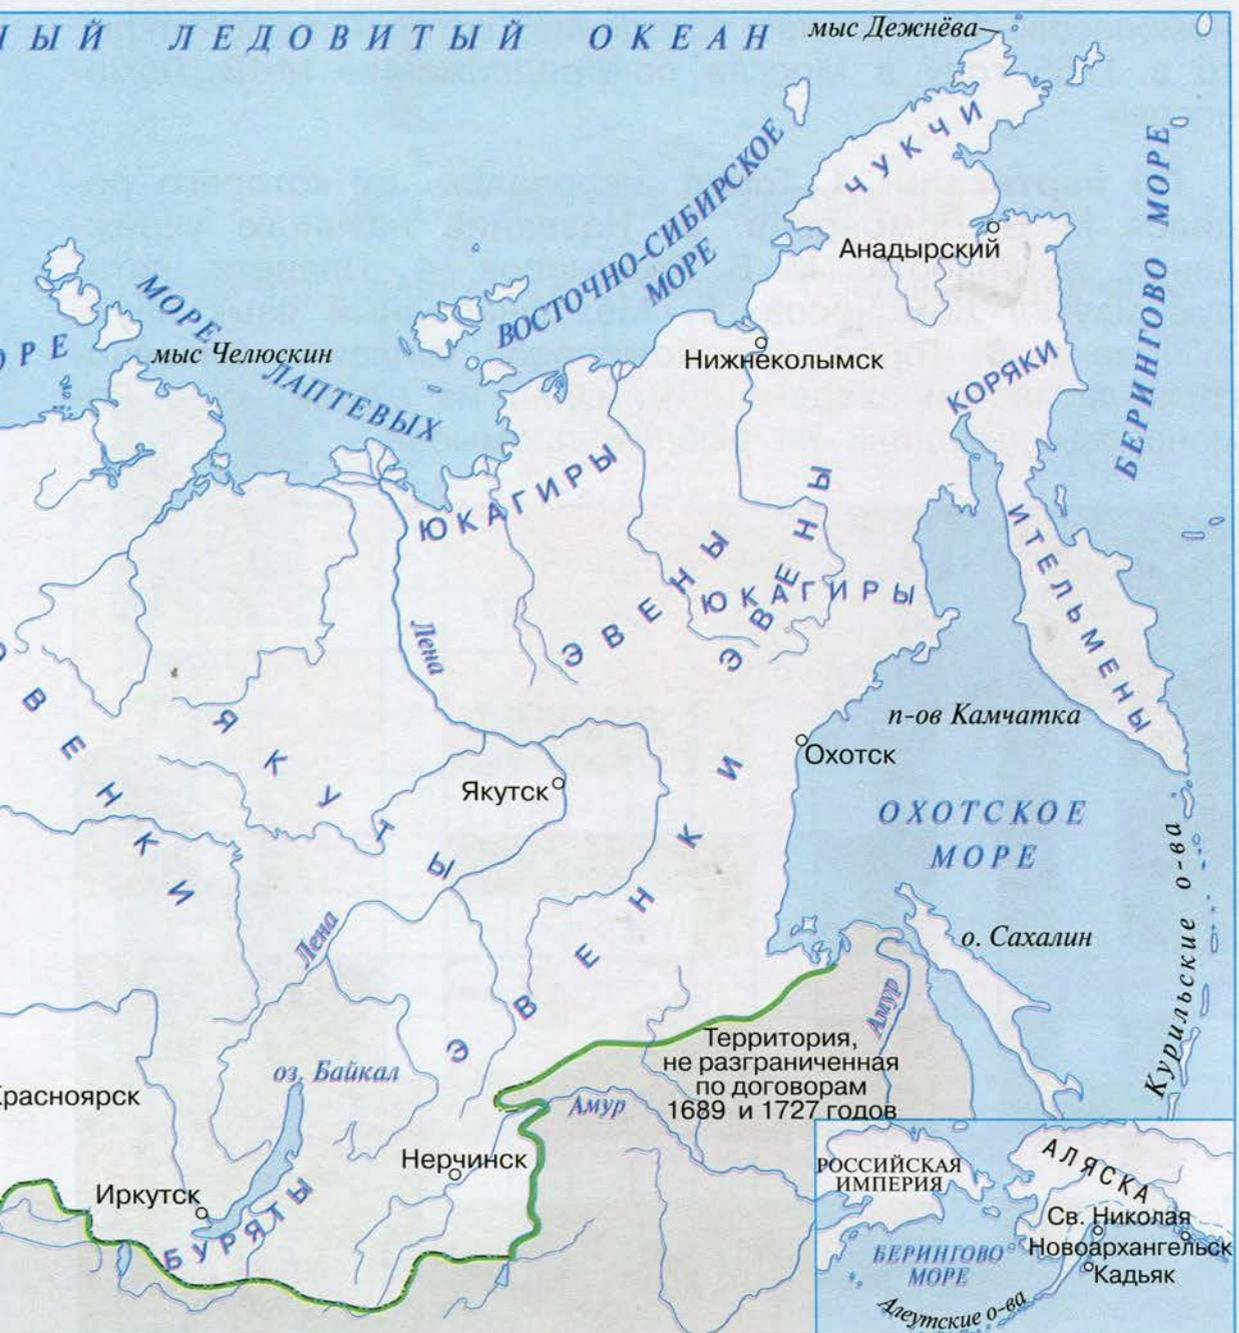 НЫЙ ЛЕДОВИТЫЙ ОКЕАН
мыс Дежнёва
ЧУКЧИ
БЕРИНГОВО МОРЕ
ВОСТОЧНО-СИБИРСКОЕ
МОРЕ
Анадырский
МОРЕ
ЛАПТЕВЫХ
ОРЕ
мыс Челюскин
Нижнеколымск
КОРЯКИ
ЮКАГИРЫ
ЭВЕНЫ
ЭВЕНЫ
ЮКАГИРЫ
ИТЕЛЬМЕНЫ
Лена
ВЕНКИ
ЯКУТЫ
п-ов Камчатка
Охотск
Якутск
ОХОТСКОЕ
МОРЕ
ЭВЕНКИ
Лена
о. Сахалин
Курильские о-ва
Амур
Территория,
не разграниченная
по договорам
1689 и 1727 годов
оз. Байкал
Красноярск
Амур
Нерчинск
Иркутск
БУРЯТЫ
РОССИЙСКАЯ
ИМПЕРИЯ
АЛЯСКА
Св. Николая
Новоархангельск
БЕРИНГОВО
МОРЕ
Кадьяк
Алеутские о-ва